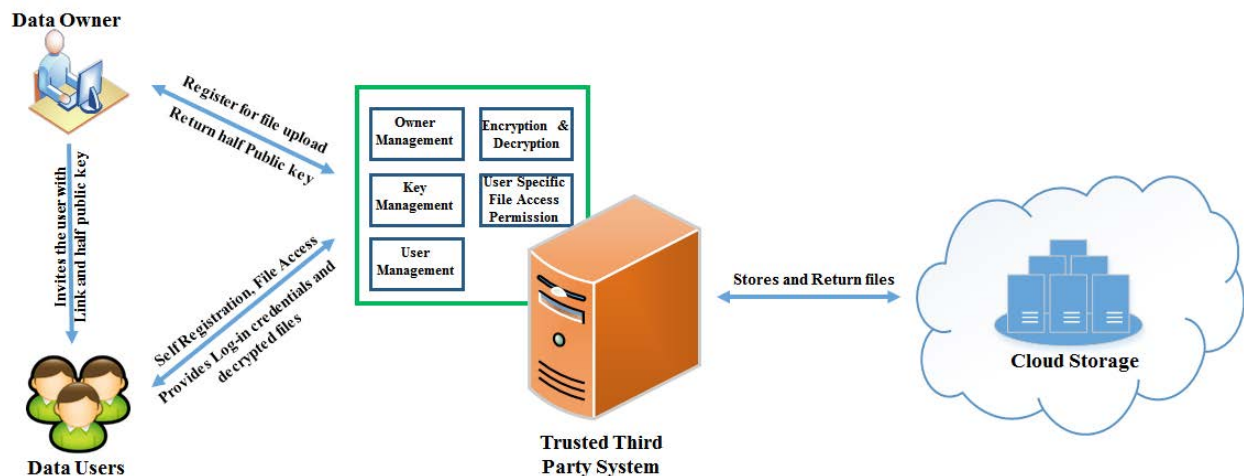 Data Owner
Register for file upload
Return half Public key
Invites the user with
Link and half public key
Owner
Management
Encryption &
Decryption
Key
Management
User Specific
File Access
Permission
User
Management
Self Registration, File Access
Provides Log-in credentials and
decrypted files
Stores and Return files
Cloud Storage
Data Users
Trusted Third
Party System